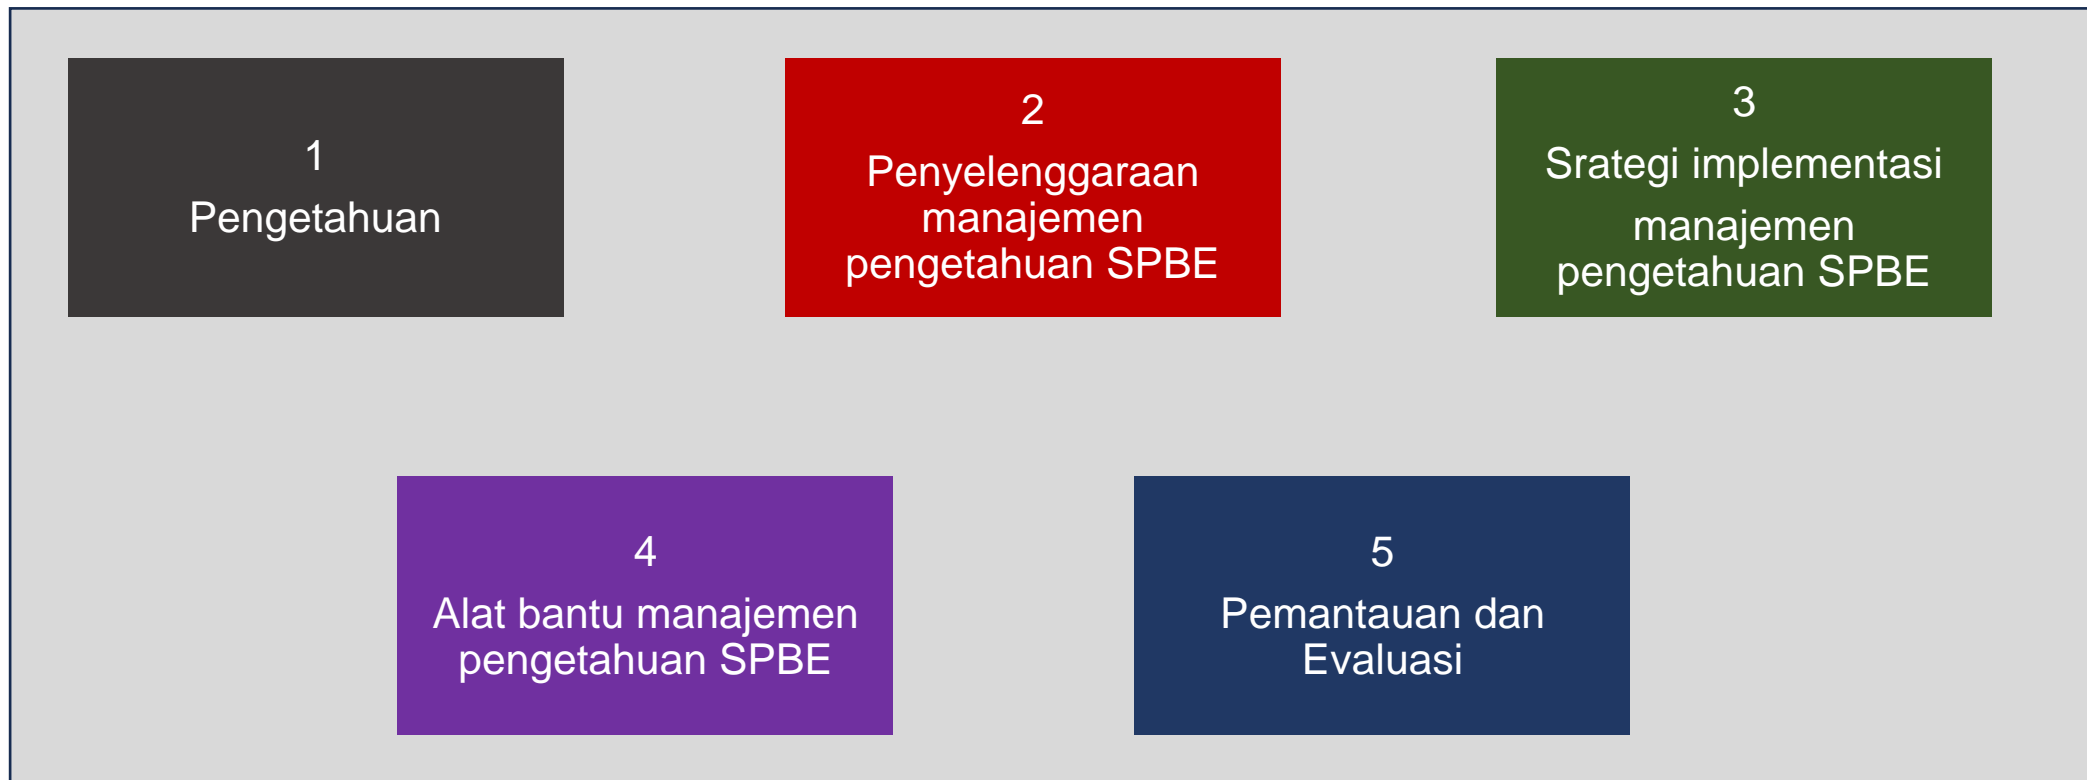 1
Pengetahuan
2
Penyelenggaraan
manajemen
pengetahuan SPBE
3
Srategi implementasi
manajemen
pengetahuan SPBE
4
Alat bantu manajemen
pengetahuan SPBE
5
Pemantauan dan
Evaluasi